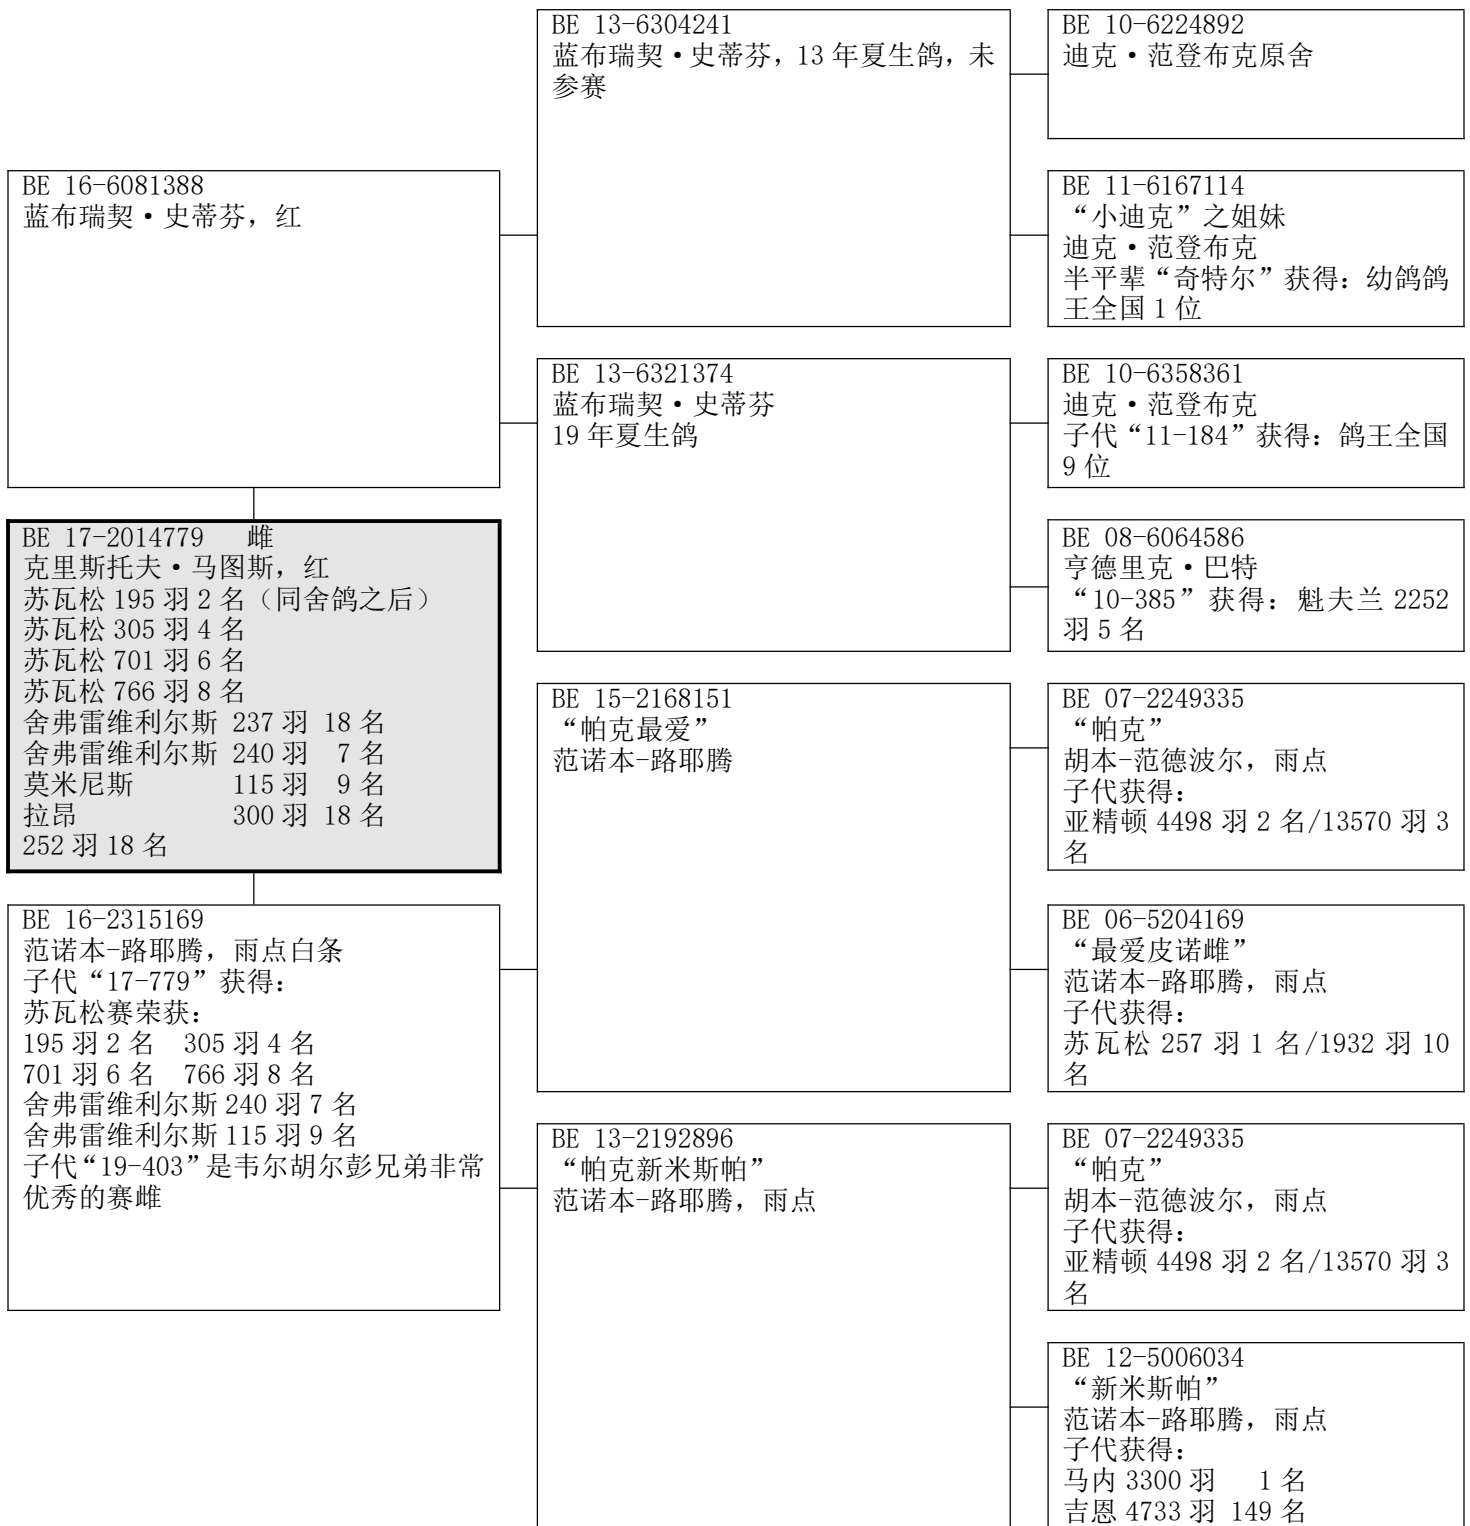 BE 16-6081388
蓝布瑞契·史蒂芬，红
BE 17-2014779 雌
克里斯托夫·马图斯，红
苏瓦松 195 羽 2 名（同舍鸽之后）
苏瓦松 305 羽 4 名
苏瓦松 701 羽 6 名
苏瓦松 766 羽 8 名
舍弗雷维利尔斯 237 羽 18 名
舍弗雷维利尔斯 240 羽 7 名
莫米尼斯 115 羽 9 名
拉昂 300 羽 18 名
252 羽 18 名
BE 16-2315169
范诺本-路耶腾，雨点白条
子代“17-779”获得：
苏瓦松赛荣获：
195 羽 2 名 305 羽 4 名
701 羽 6 名 766 羽 8 名
舍弗雷维利尔斯 240 羽 7 名
舍弗雷维利尔斯 115 羽 9 名
子代“19-403”是韦尔胡尔彭兄弟非常
优秀的赛雌
BE 13-6304241
蓝布瑞契·史蒂芬，13 年夏生鸽，未
参赛
BE 13-6321374
蓝布瑞契·史蒂芬
19 年夏生鸽
BE 15-2168151
“帕克最爱”
范诺本-路耶腾
BE 13-2192896
“帕克新米斯帕”
范诺本-路耶腾，雨点
BE 10-6224892
迪克·范登布克原舍
BE 11-6167114
“小迪克”之姐妹
迪克·范登布克
半平辈“奇特尔”获得：幼鸽鸽
王全国 1 位
BE 10-6358361
迪克·范登布克
子代“11-184”获得：鸽王全国
9 位
BE 08-6064586
亨德里克·巴特
“10-385”获得：魁夫兰 2252
羽 5 名
BE 07-2249335
“帕克”
胡本-范德波尔，雨点
子代获得：
亚精顿 4498 羽 2 名/13570 羽 3
名
BE 06-5204169
“最爱皮诺雌”
范诺本-路耶腾，雨点
子代获得：
苏瓦松 257 羽 1 名/1932 羽 10
名
BE 07-2249335
“帕克”
胡本-范德波尔，雨点
子代获得：
亚精顿 4498 羽 2 名/13570 羽 3
名
BE 12-5006034
“新米斯帕”
范诺本-路耶腾，雨点
子代获得：
马内 3300 羽 1 名
吉恩 4733 羽 149 名